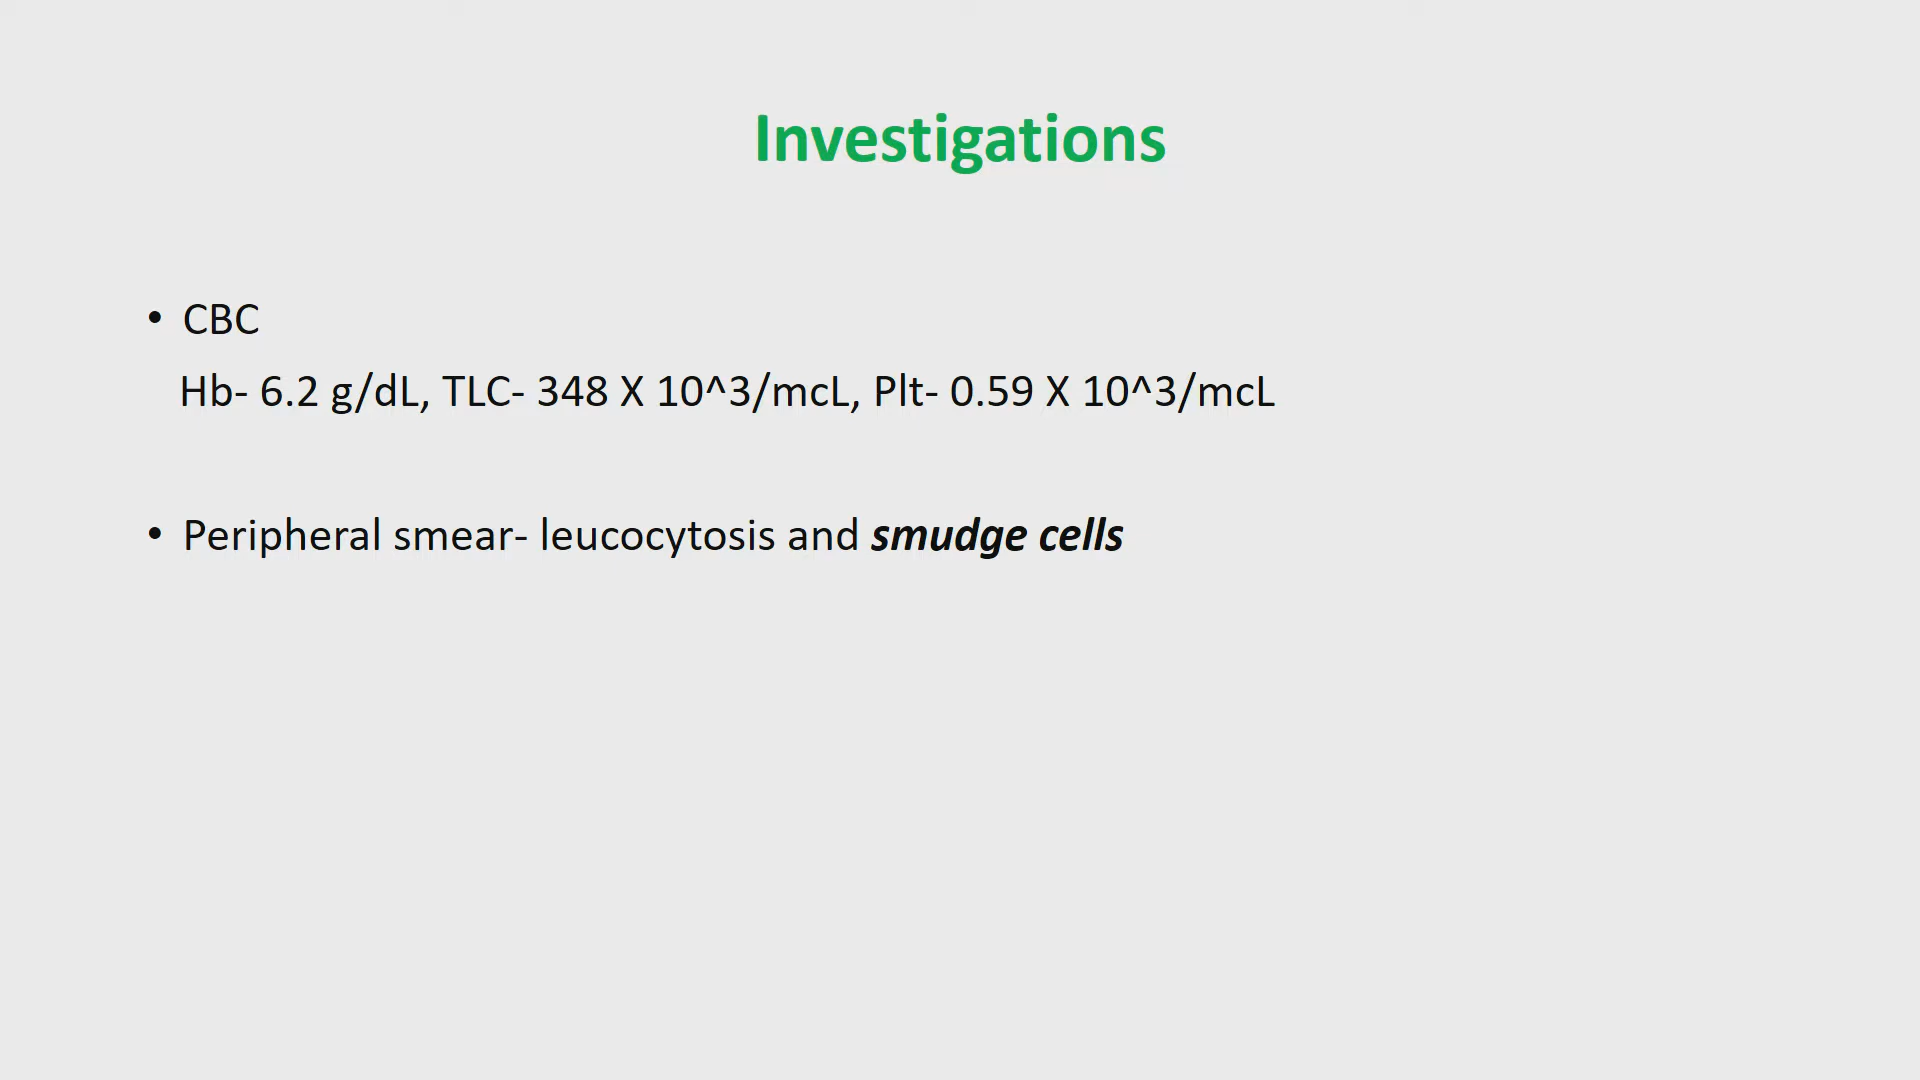 Investigations
• CBC
Hb- 6.2 g/dL, TLC- 348 X 10^3/mcL, Plt- 0.59 X 10^3/mcL
• Peripheral smear- leucocytosis and smudge cells